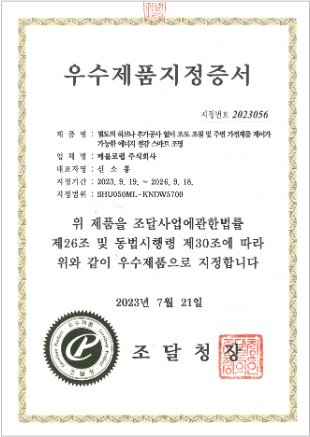 우수제품지정증서
지정번호 2023056
제 품 명 : 별도의 허브나 추가공사 없이 조도 조절 및 주변 가전제품 제어가
가능한 에너지 절감 스마트 조명
업 체 명 : 메를로랩 주식회사
대표자명 : 신 소 봉
지정기간 : 2023. 9. 19. ~ 2026. 9. 18.
지정범위 : SHU050ML-KNDW5700
위 제품을 조달사업에관한법률
제26조 및 동법시행령 제30조에 따라
위와 같이 우수제품으로 지정합니다
2023년 7월 21일
조 달 청 장